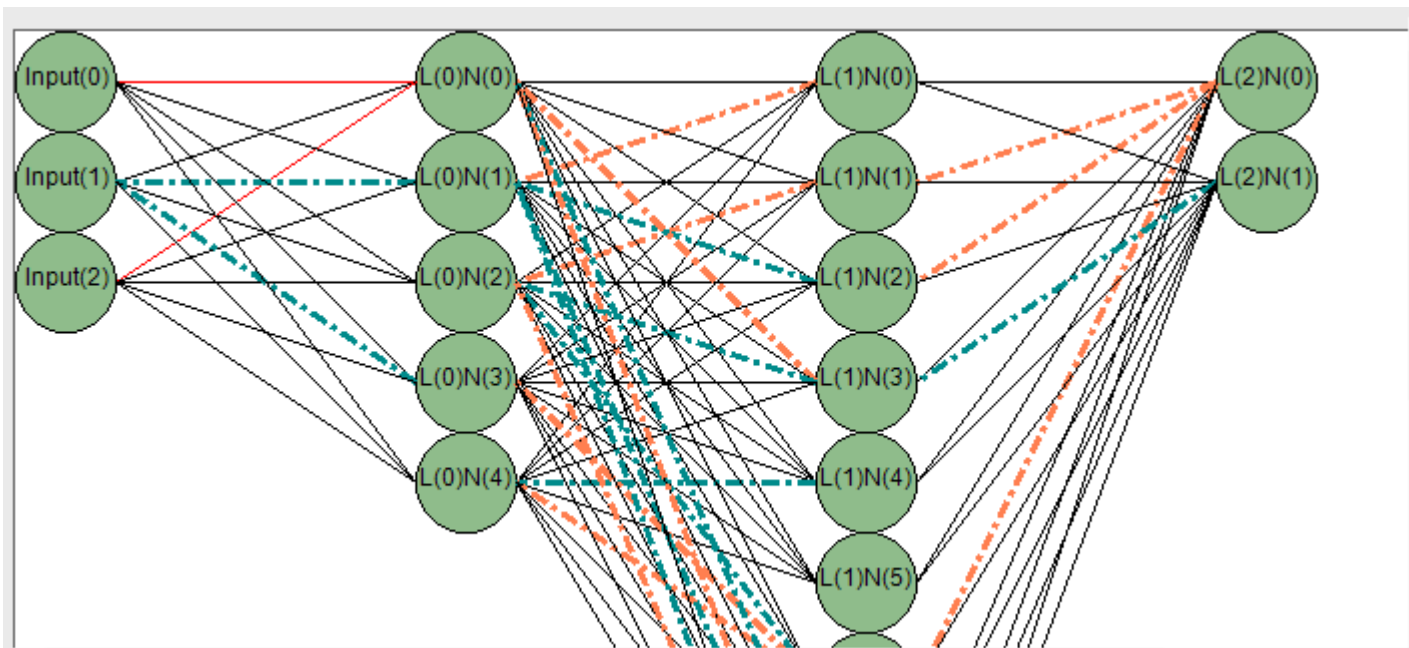 Input(0)
L(0)N(0)
L(1)N(0)
L(2)N(0)
Input(1)
L(0)N(1)
L(1)N(1)
L(2)N(1)
Input(2)
L(0)N(2)
L(1)N(2)
L(0)N(3)
L(1)N(3)
L(0)N(4)
L(1)N(4)
L(1)N(5)